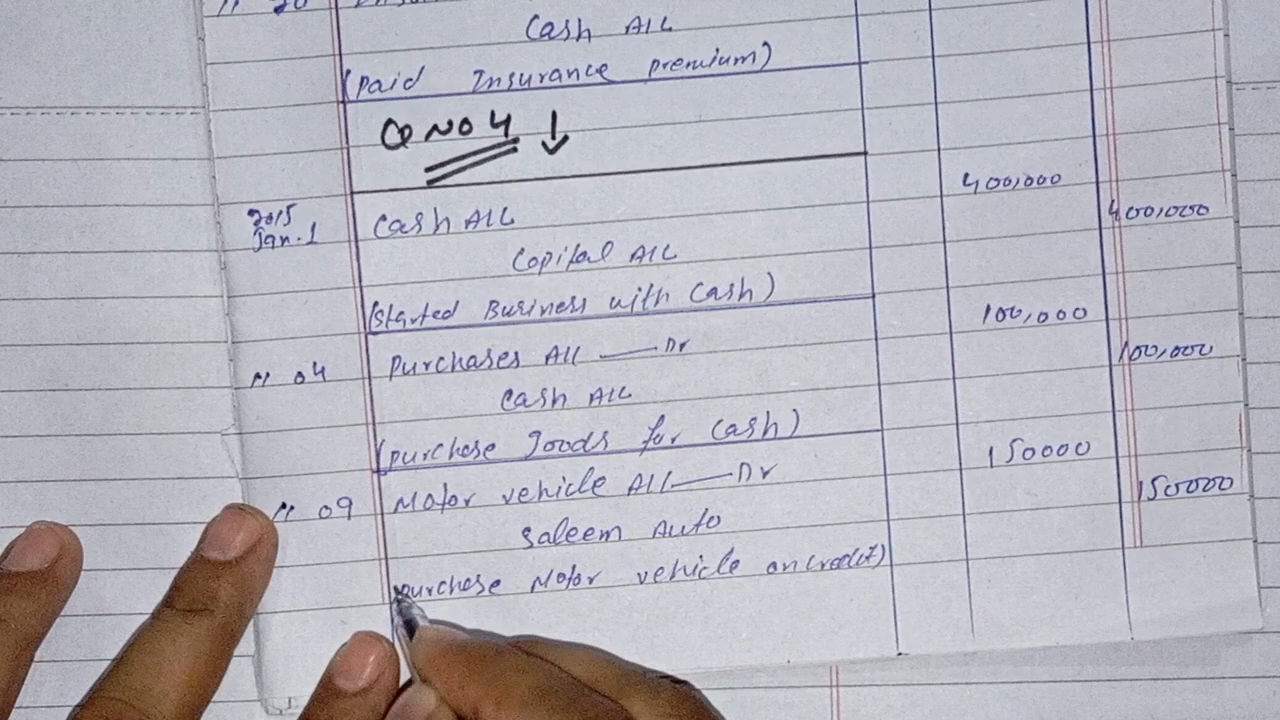 " 20
Cash A/C
(Paid Insurance premium)
Q NO 4 ↓
2015
Jan. 1 Cash A/C 400,000
Capital A/C 400,000
(Started Business with Cash)
" 04 Purchases A/C —— Dr 100,000
Cash A/C 100,000
(purchase goods for Cash)
" 09 Motor vehicle A/C —— Dr 150000
Saleem Auto 150000
purchase Motor vehicle on credit)